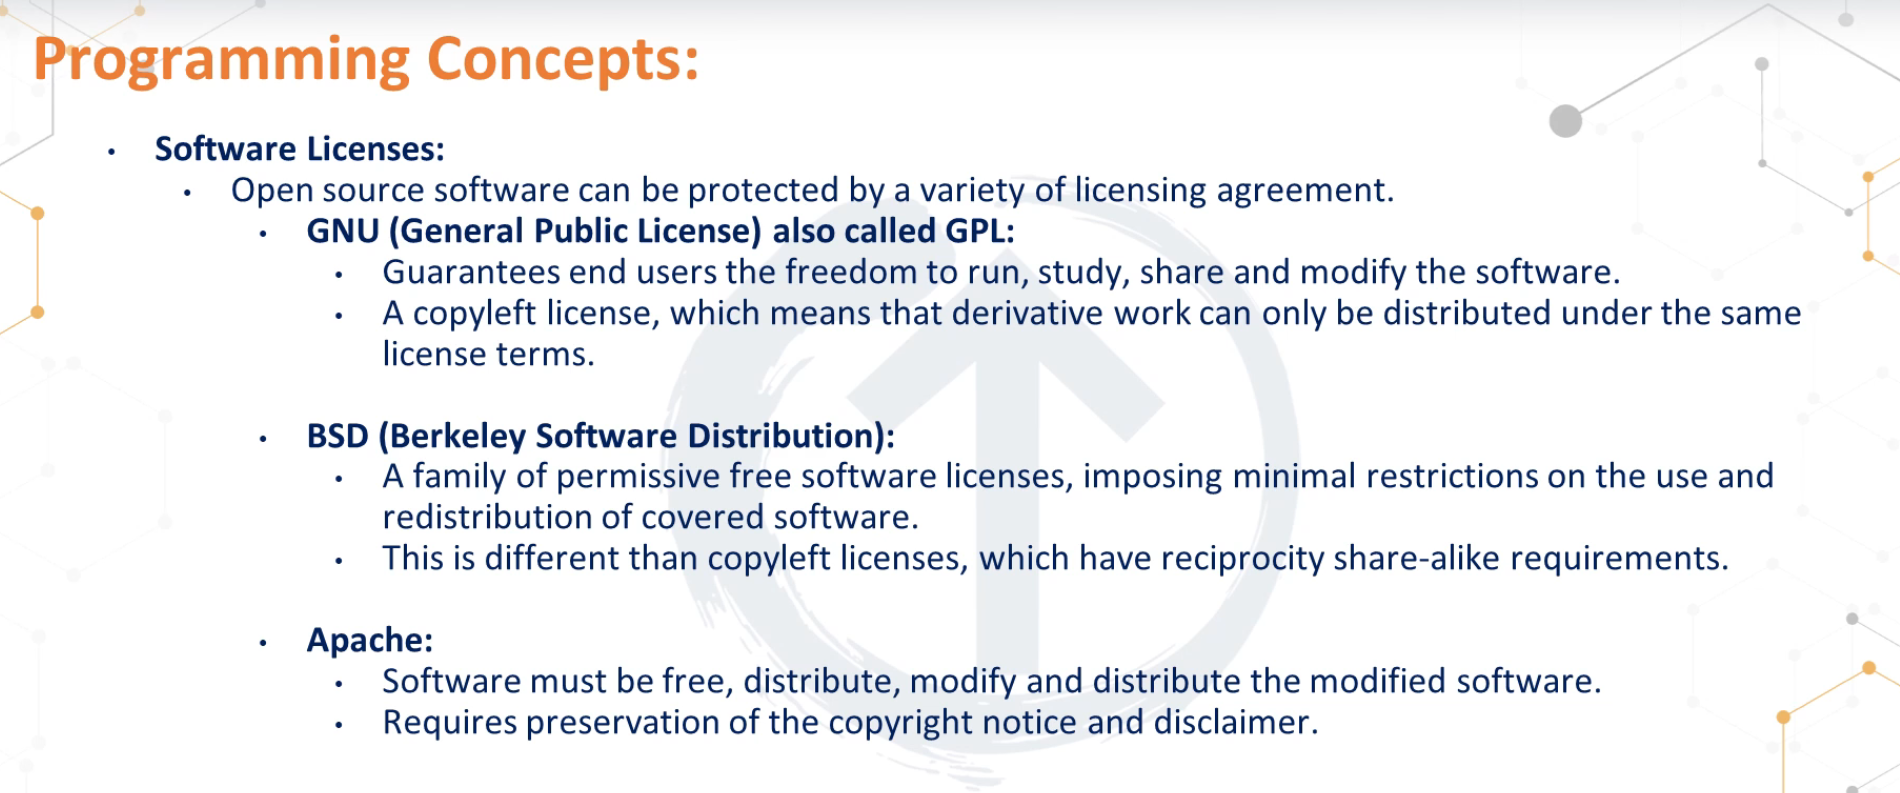 Programming Concepts:
• Software Licenses:
• Open source software can be protected by a variety of licensing agreement.
• GNU (General Public License) also called GPL:
• Guarantees end users the freedom to run, study, share and modify the software.
• A copyleft license, which means that derivative work can only be distributed under the same
license terms.
• BSD (Berkeley Software Distribution):
• A family of permissive free software licenses, imposing minimal restrictions on the use and
redistribution of covered software.
• This is different than copyleft licenses, which have reciprocity share-alike requirements.
• Apache:
• Software must be free, distribute, modify and distribute the modified software.
• Requires preservation of the copyright notice and disclaimer.